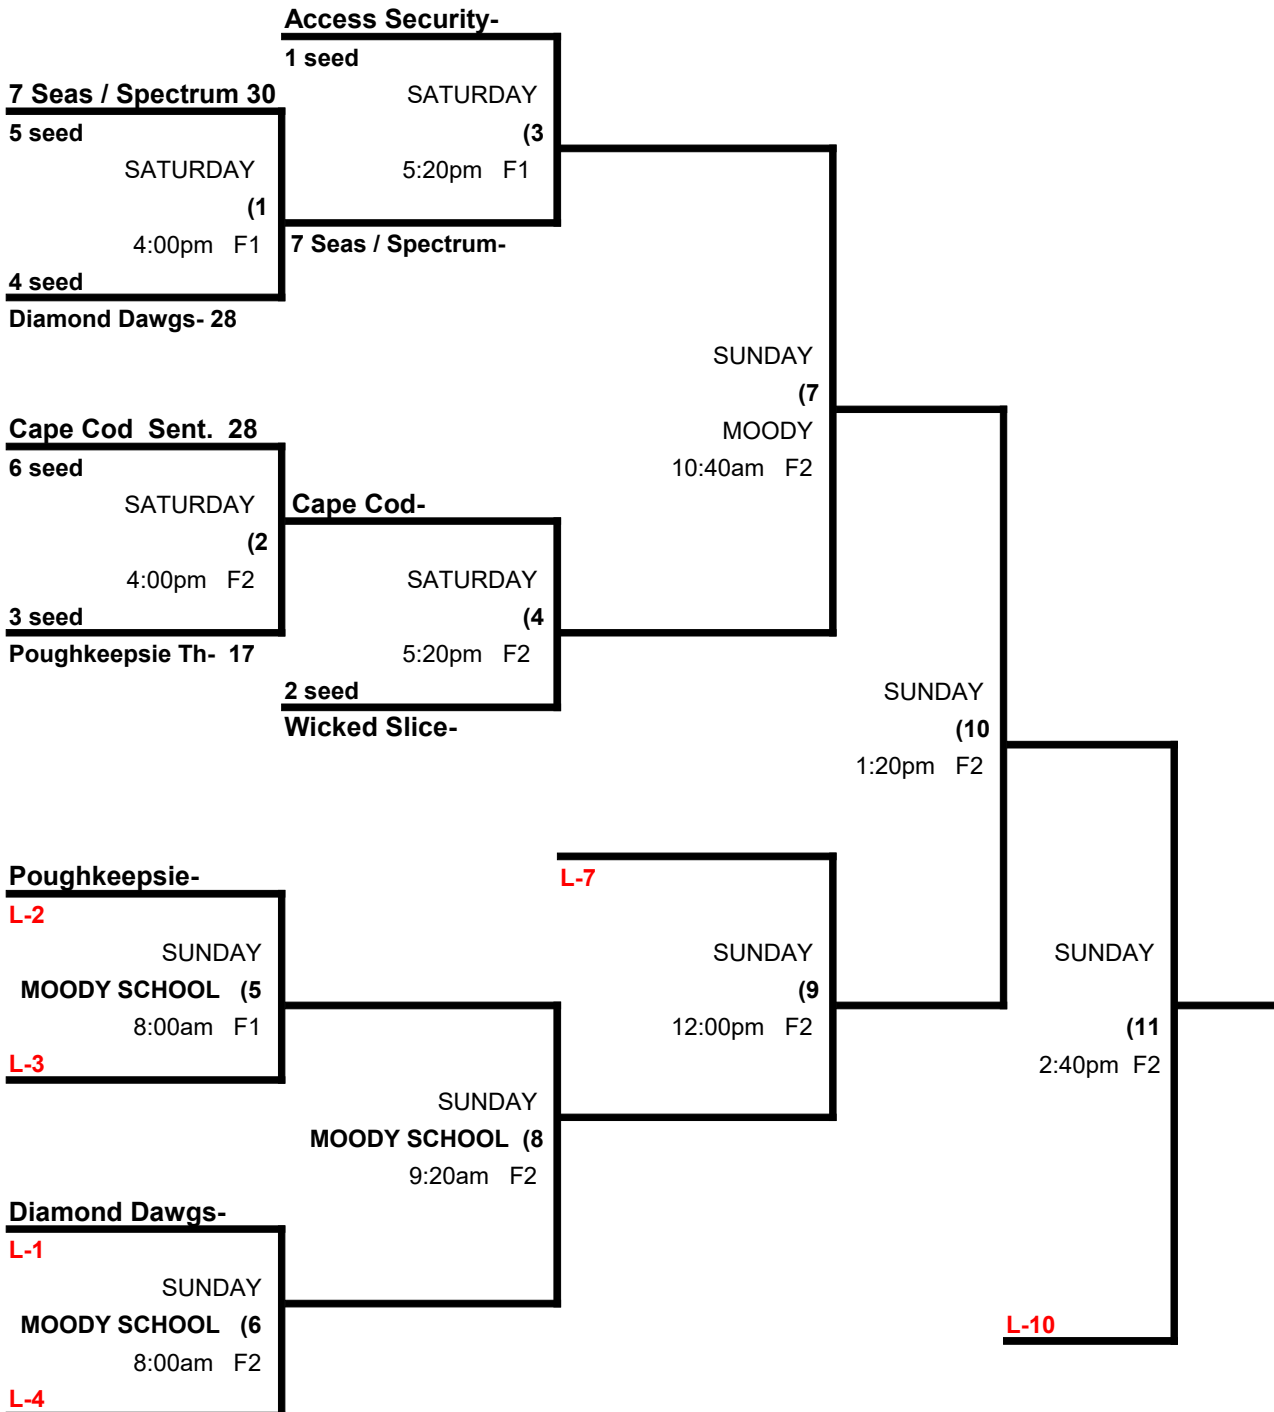 Access Security-
1 seed
7 Seas / Spectrum 30
SATURDAY
5 seed
(3
SATURDAY
5:20pm F1
(1
4:00pm F1
7 Seas / Spectrum-
4 seed
Diamond Dawgs- 28
SUNDAY
(7
Cape Cod Sent. 28
MOODY
6 seed
10:40am F2
SATURDAY
Cape Cod-
(2
4:00pm F2
SATURDAY
3 seed
(4
Poughkeepsie Th- 17
5:20pm F2
2 seed
SUNDAY
Wicked Slice-
(10
1:20pm F2
Poughkeepsie-
L-7
L-2
SUNDAY
SUNDAY
SUNDAY
MOODY SCHOOL (5
(9
8:00am F1
12:00pm F2
(11
L-3
2:40pm F2
SUNDAY
MOODY SCHOOL (8
9:20am F2
Diamond Dawgs-
L-1
SUNDAY
MOODY SCHOOL (6
L-10
8:00am F2
L-4